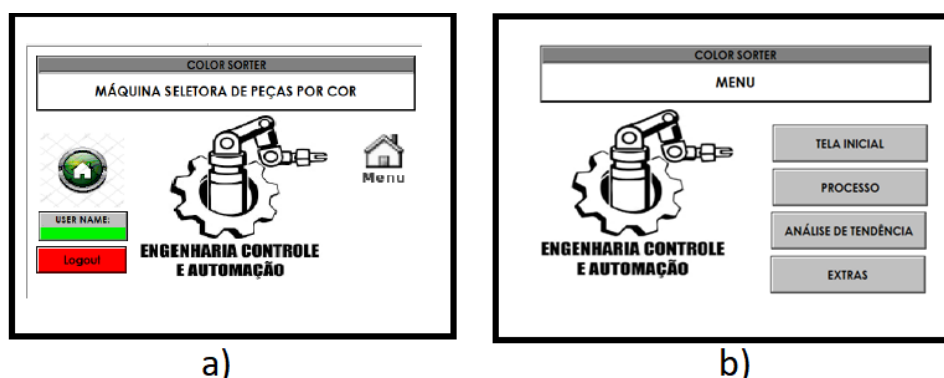 COLOR SORTER
MÁQUINA SELETORA DE PEÇAS POR COR
Menu
USER NAME:
Logout
ENGENHARIA CONTROLE
E AUTOMAÇÃO
a)
COLOR SORTER
MENU
TELA INICIAL
PROCESSO
ANÁLISE DE TENDÊNCIA
EXTRAS
ENGENHARIA CONTROLE
E AUTOMAÇÃO
b)